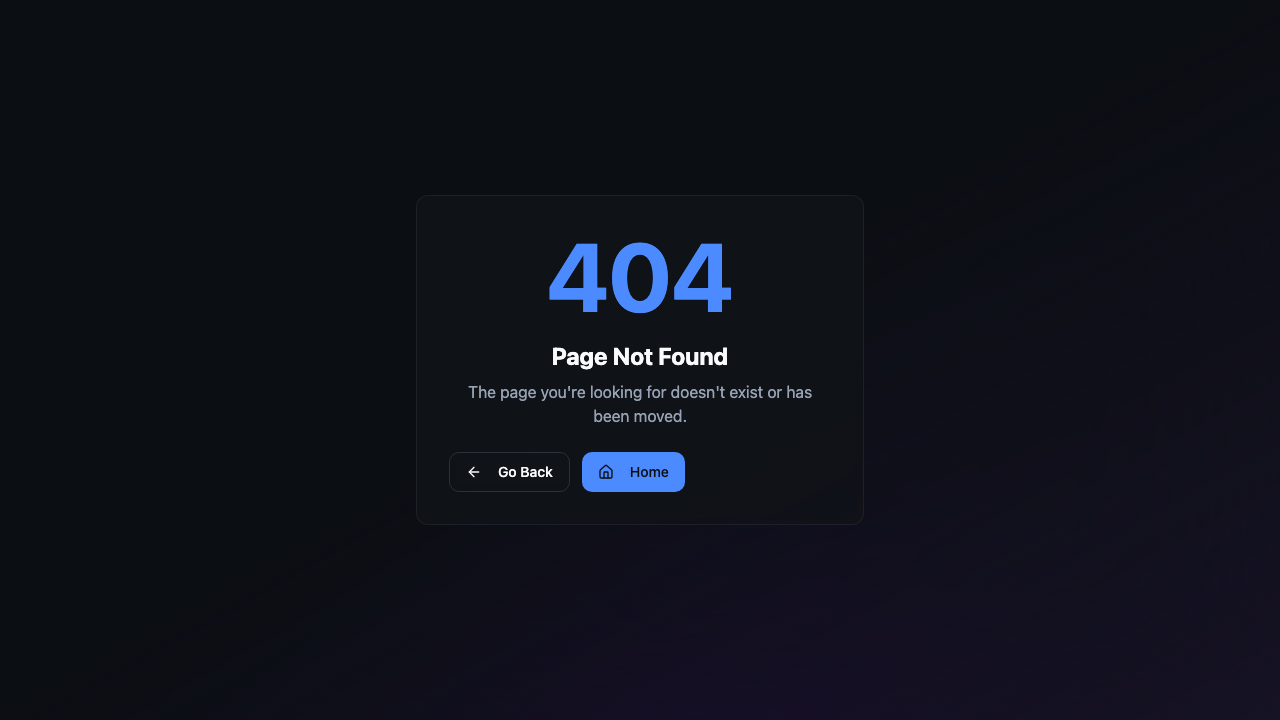 404
Page Not Found
The page you're looking for doesn't exist or has
been moved.
Go Back
Home